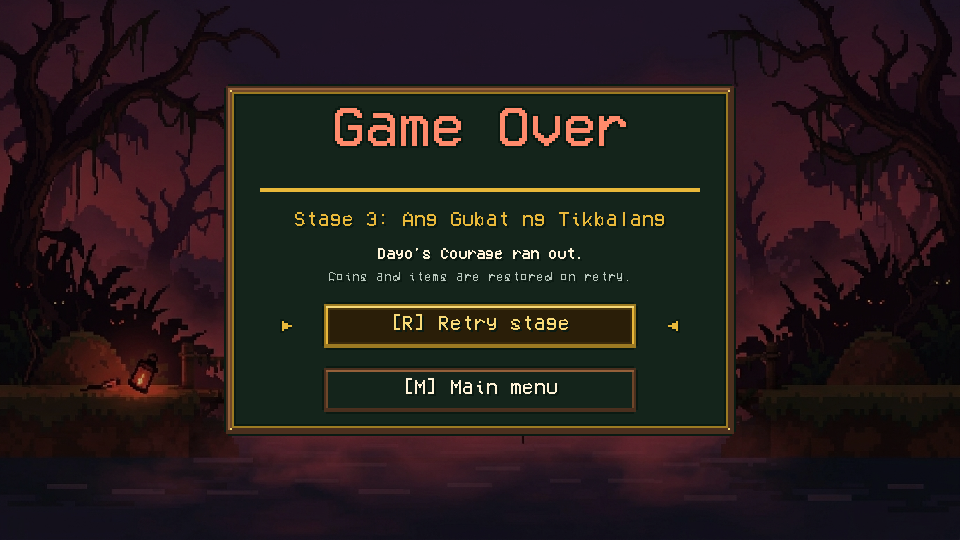 Game Over
Stage 3: Ang Gubat ng Tikbalang
Dayo's Courage ran out.
Coins and items are restored on retry.
[R] Retry stage
[M] Main menu